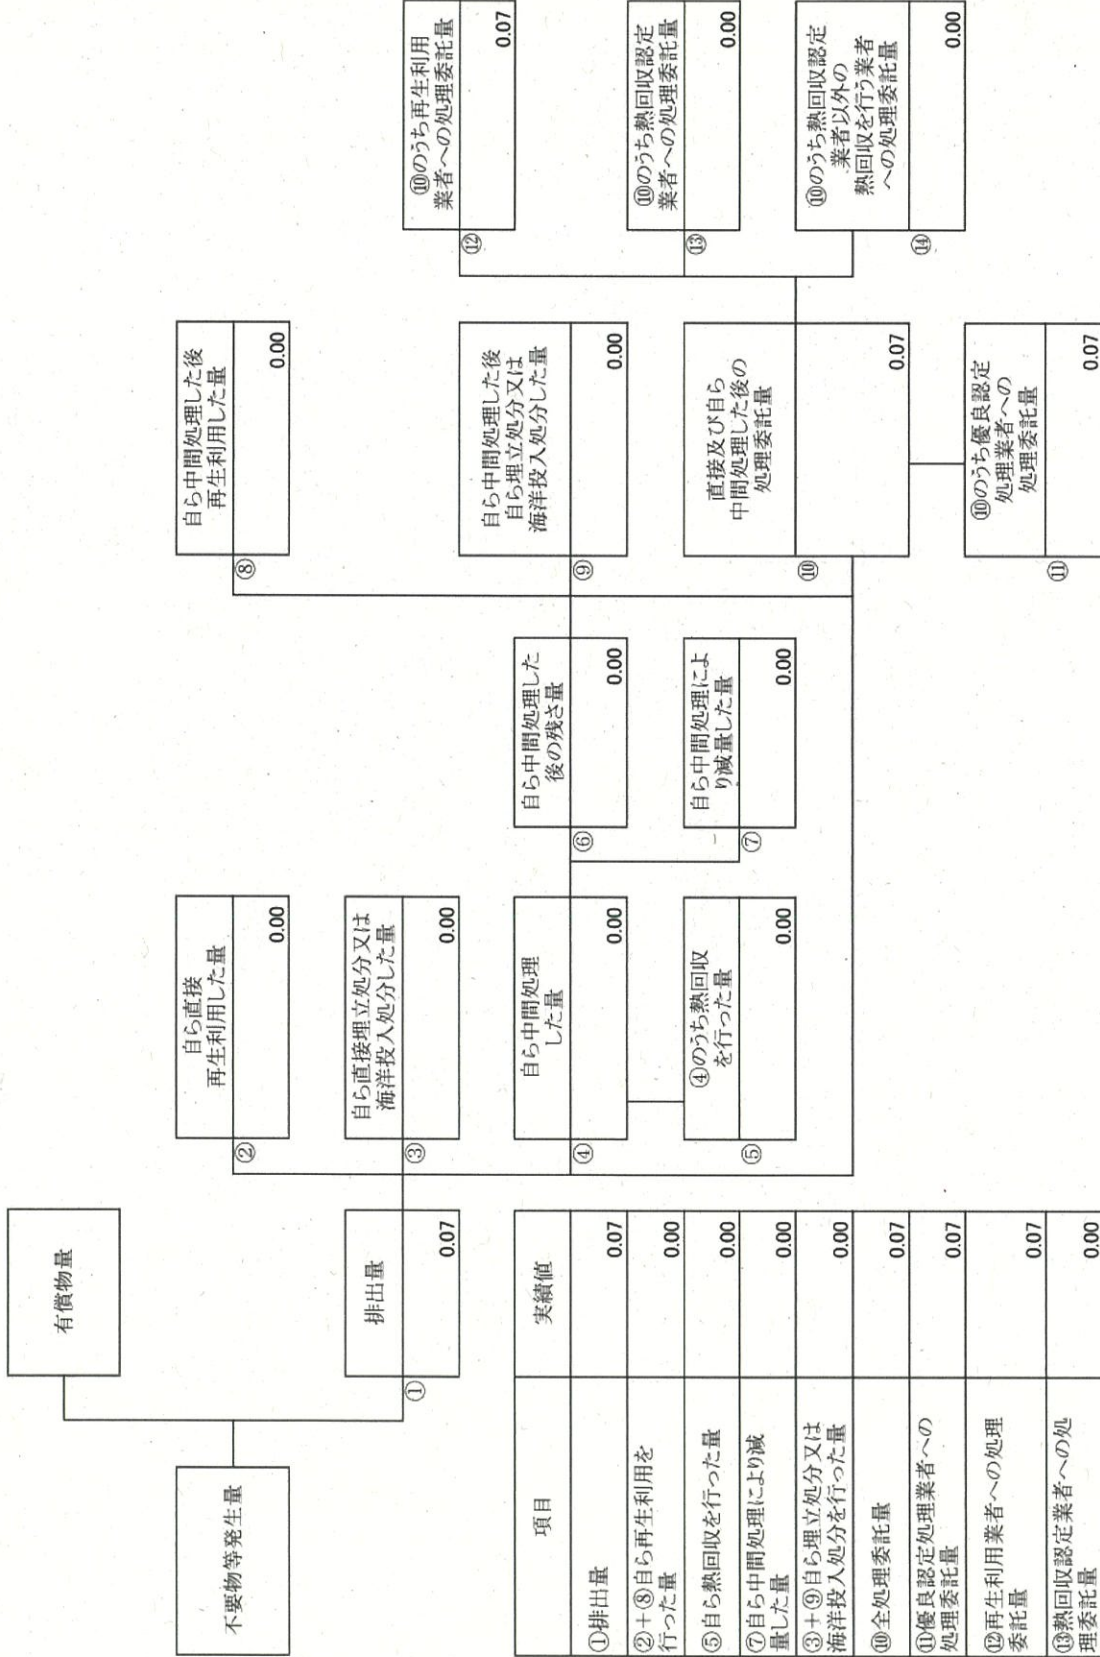 不要物等発生量
有償物量
①
排出量
0.07
②
自ら直接
再生利用した量
0.00
③
自ら直接埋立処分又は
海洋投入処分した量
0.00
④
自ら中間処理
した量
0.00
⑤
④のうち熱回収
を行った量
0.00
⑥
自ら中間処理した
後の残さ量
0.00
⑦
自ら中間処理によ
り減量した量
0.00
⑧
自ら中間処理した後
再生利用した量
0.00
⑨
自ら中間処理した後
自ら埋立処分又は
海洋投入処分した量
0.00
⑩
直接及び自ら
中間処理した後の
処理委託量
0.07
⑪
⑩のうち優良認定
処理業者への
処理委託量
0.07
⑫
⑩のうち再生利用
業者への処理委託量
0.07
⑬
⑩のうち熱回収認定
業者への処理委託量
0.00
⑭
⑩のうち熱回収認定
業者以外の
熱回収を行う業者
への処理委託量
0.00
項目
実績値
①排出量
0.07
②+⑧自ら再生利用を
行った量
0.00
⑤自ら熱回収を行った量
0.00
⑦自ら中間処理により減
量した量
0.00
③+⑨自ら埋立処分又は
海洋投入処分を行った量
0.00
⑩全処理委託量
0.07
⑪優良認定処理業者への
処理委託量
0.07
⑫再生利用業者への処理
委託量
0.07
⑬熱回収認定業者への処
理委託量
0.00